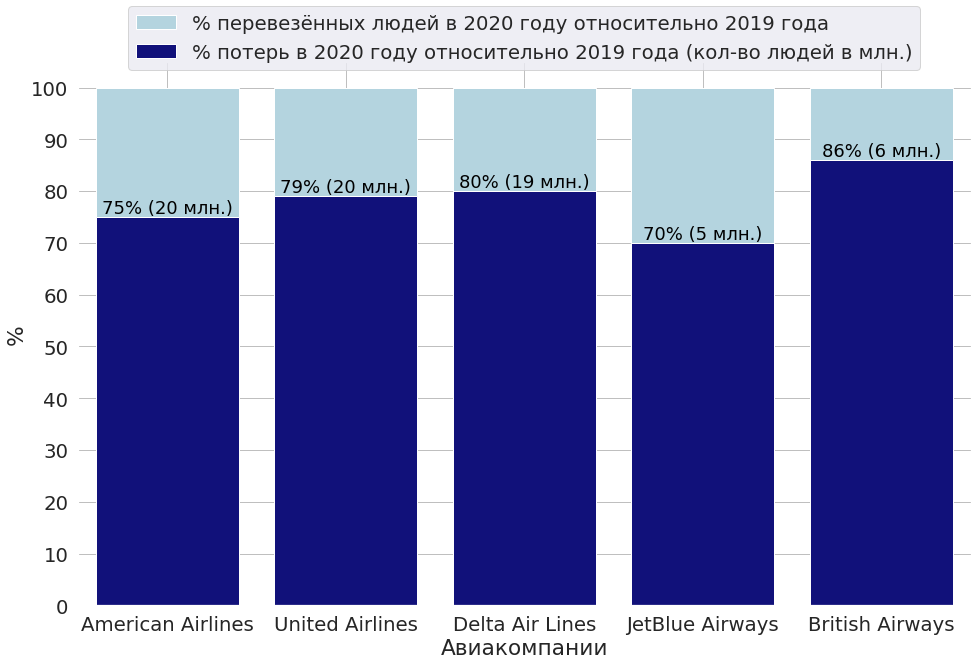 % перевезённых людей в 2020 году относительно 2019 года
% потерь в 2020 году относительно 2019 года (кол-во людей в млн.)
100
90
80
70
60
50
40
30
20
10
0
%
75% (20 млн.)
79% (20 млн.)
80% (19 млн.)
70% (5 млн.)
86% (6 млн.)
American Airlines
United Airlines
Delta Air Lines
JetBlue Airways
British Airways
Авиакомпании